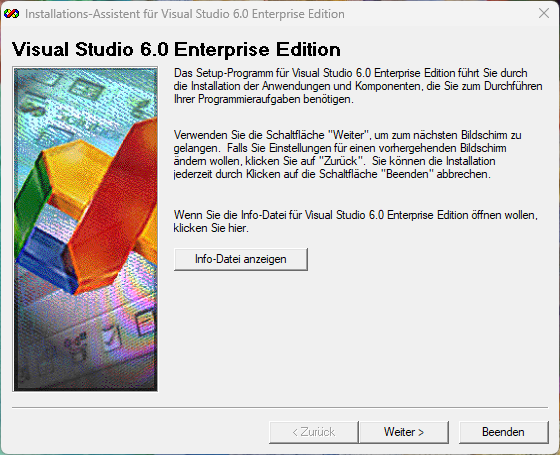 Installations-Assistent für Visual Studio 6.0 Enterprise Edition
Visual Studio 6.0 Enterprise Edition
Das Setup-Programm für Visual Studio 6.0 Enterprise Edition führt Sie durch
die Installation der Anwendungen und Komponenten, die Sie zum Durchführen
Ihrer Programmieraufgaben benötigen.
Verwenden Sie die Schaltfläche "Weiter", um zum nächsten Bildschirm zu
gelangen.  Falls Sie Einstellungen für einen vorhergehenden Bildschirm
ändern wollen, klicken Sie auf "Zurück".  Sie können die Installation
jederzeit durch Klicken auf die Schaltfläche "Beenden" abbrechen.
Wenn Sie die Info-Datei für Visual Studio 6.0 Enterprise Edition öffnen wollen,
klicken Sie hier.
Info-Datei anzeigen
< Zurück
Weiter >
Beenden